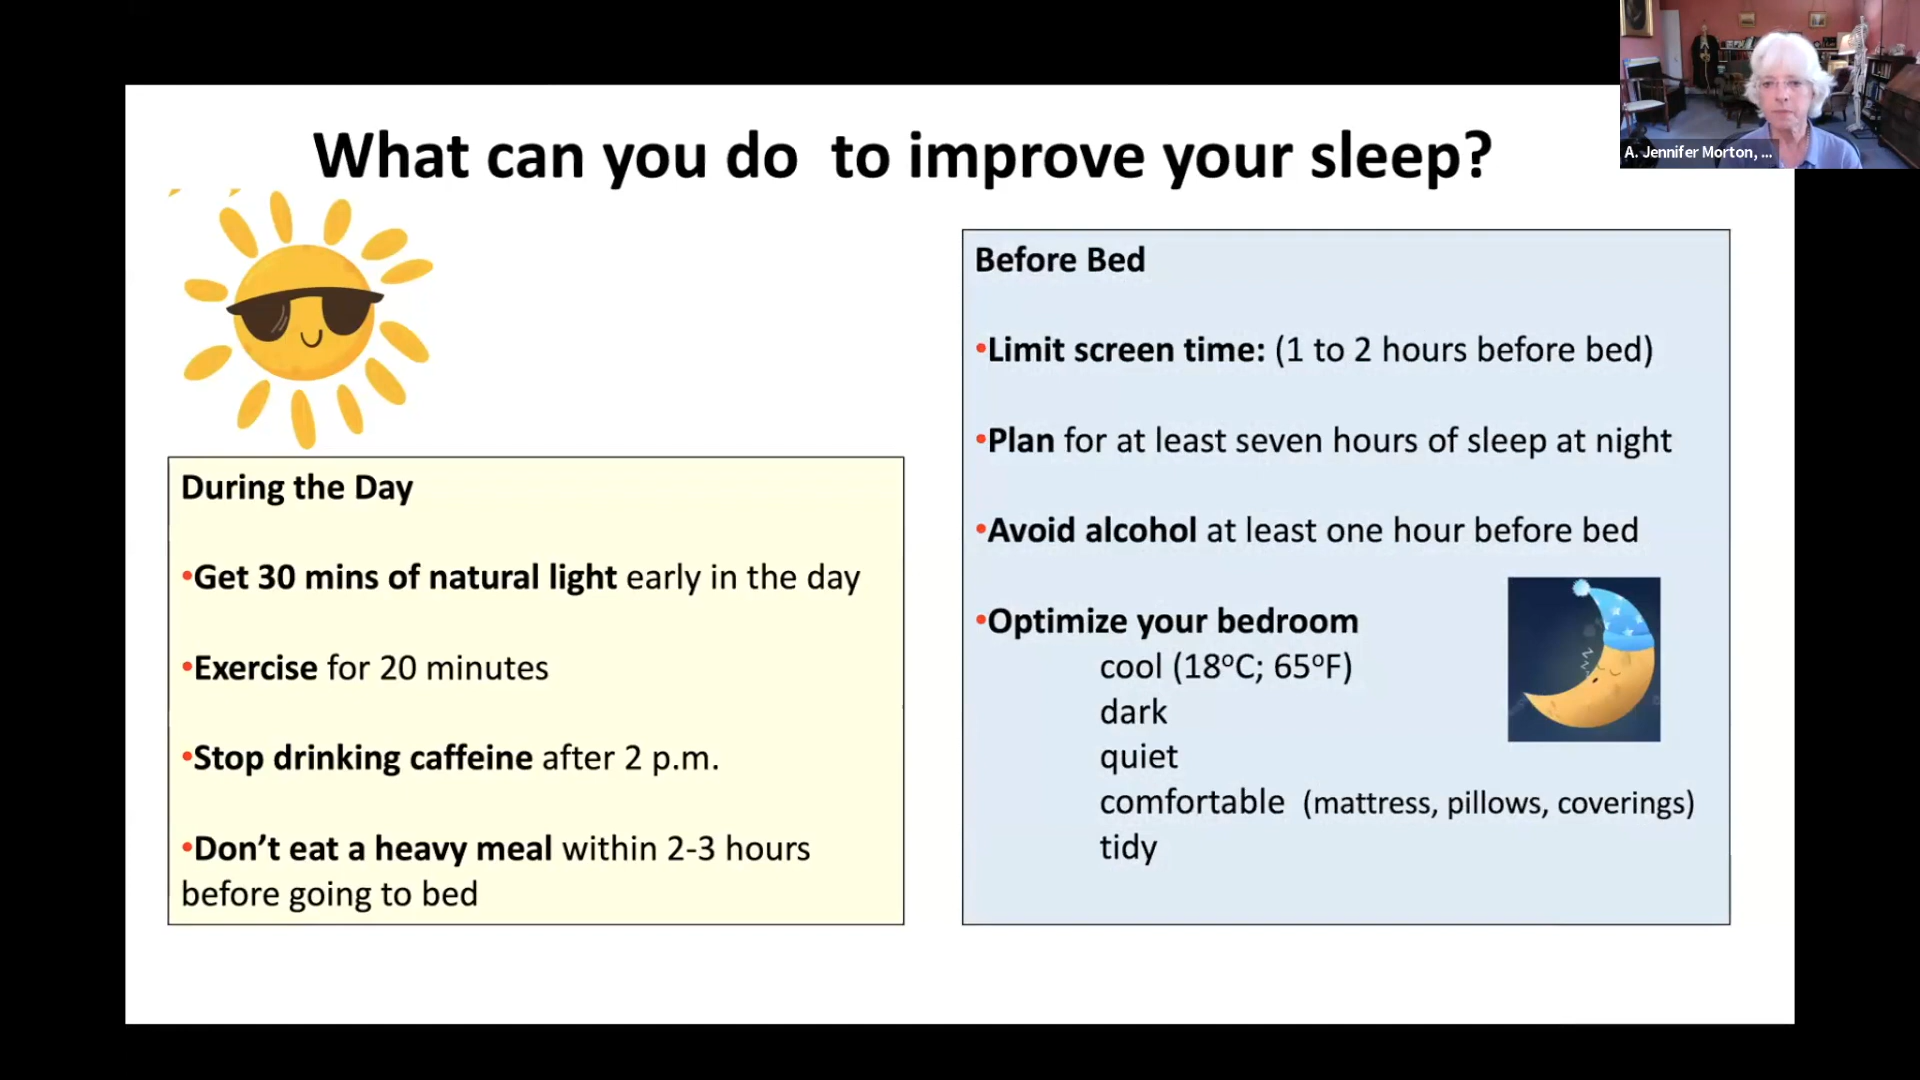 What can you do  to improve your sleep?
A. Jennifer Morton, ...
During the Day
•Get 30 mins of natural light early in the day
•Exercise for 20 minutes
•Stop drinking caffeine after 2 p.m.
•Don’t eat a heavy meal within 2-3 hours
before going to bed
Before Bed
•Limit screen time: (1 to 2 hours before bed)
•Plan for at least seven hours of sleep at night
•Avoid alcohol at least one hour before bed
•Optimize your bedroom
cool (18ºC; 65ºF)
dark
quiet
comfortable  (mattress, pillows, coverings)
tidy